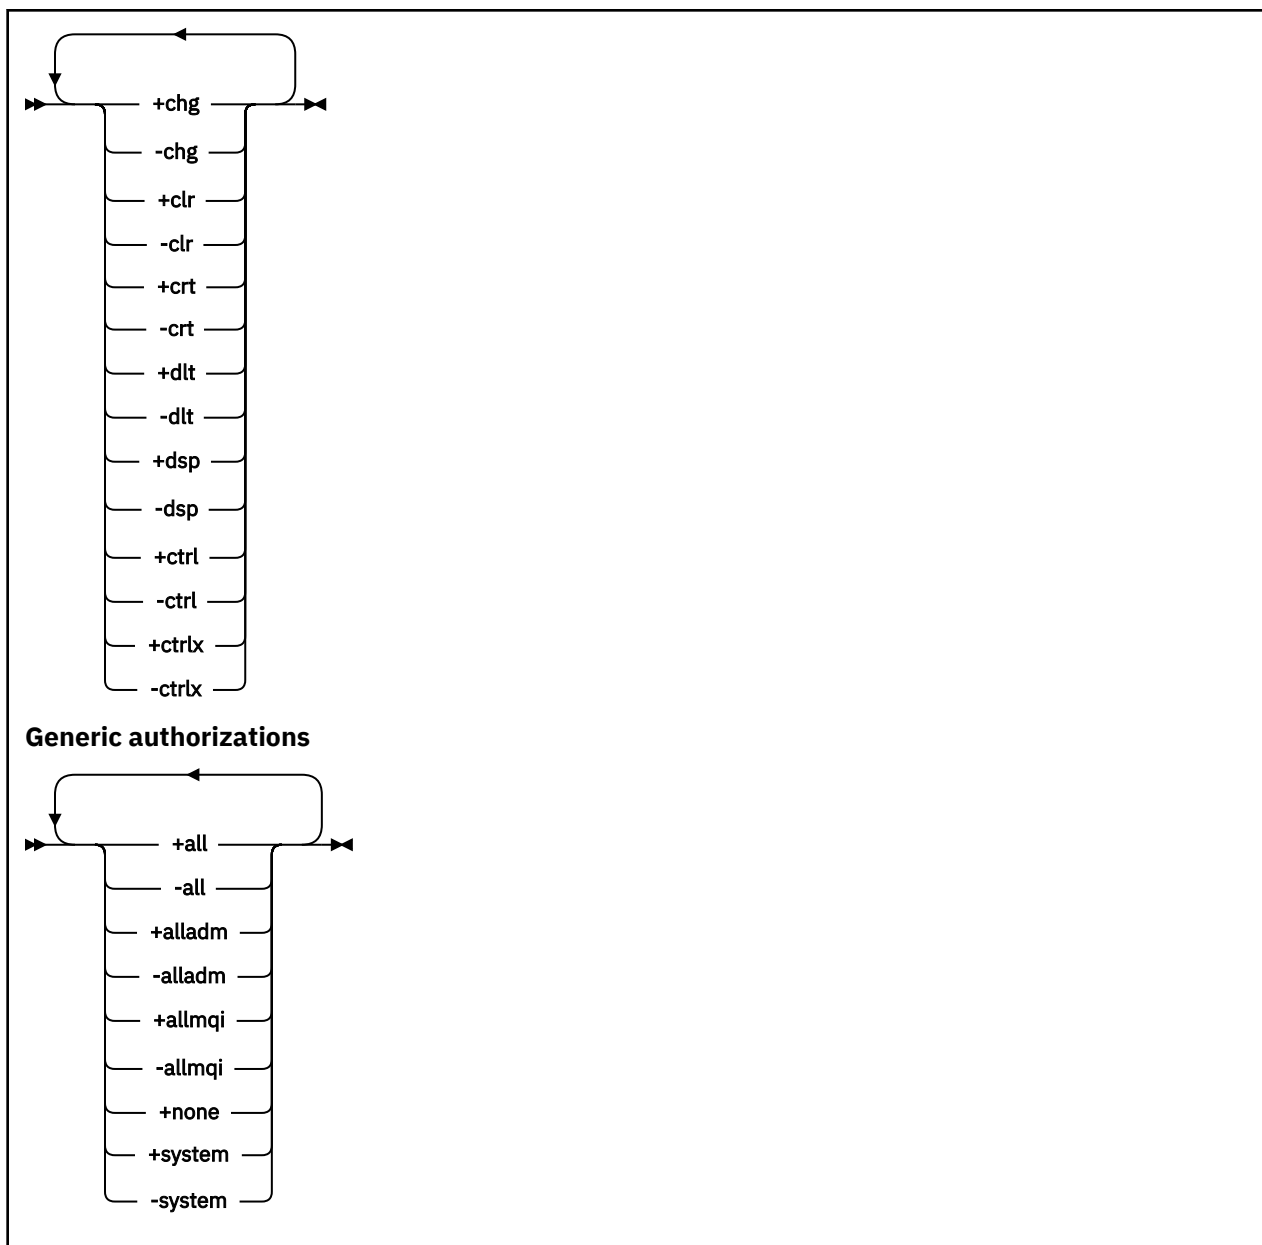 +chg
-chg
+clr
-clr
+crt
-crt
+dlt
-dlt
+dsp
-dsp
+ctrl
-ctrl
+ctrlx
-ctrlx
Generic authorizations
+all
-all
+alladm
-alladm
+allmqi
-allmqi
+none
+system
-system